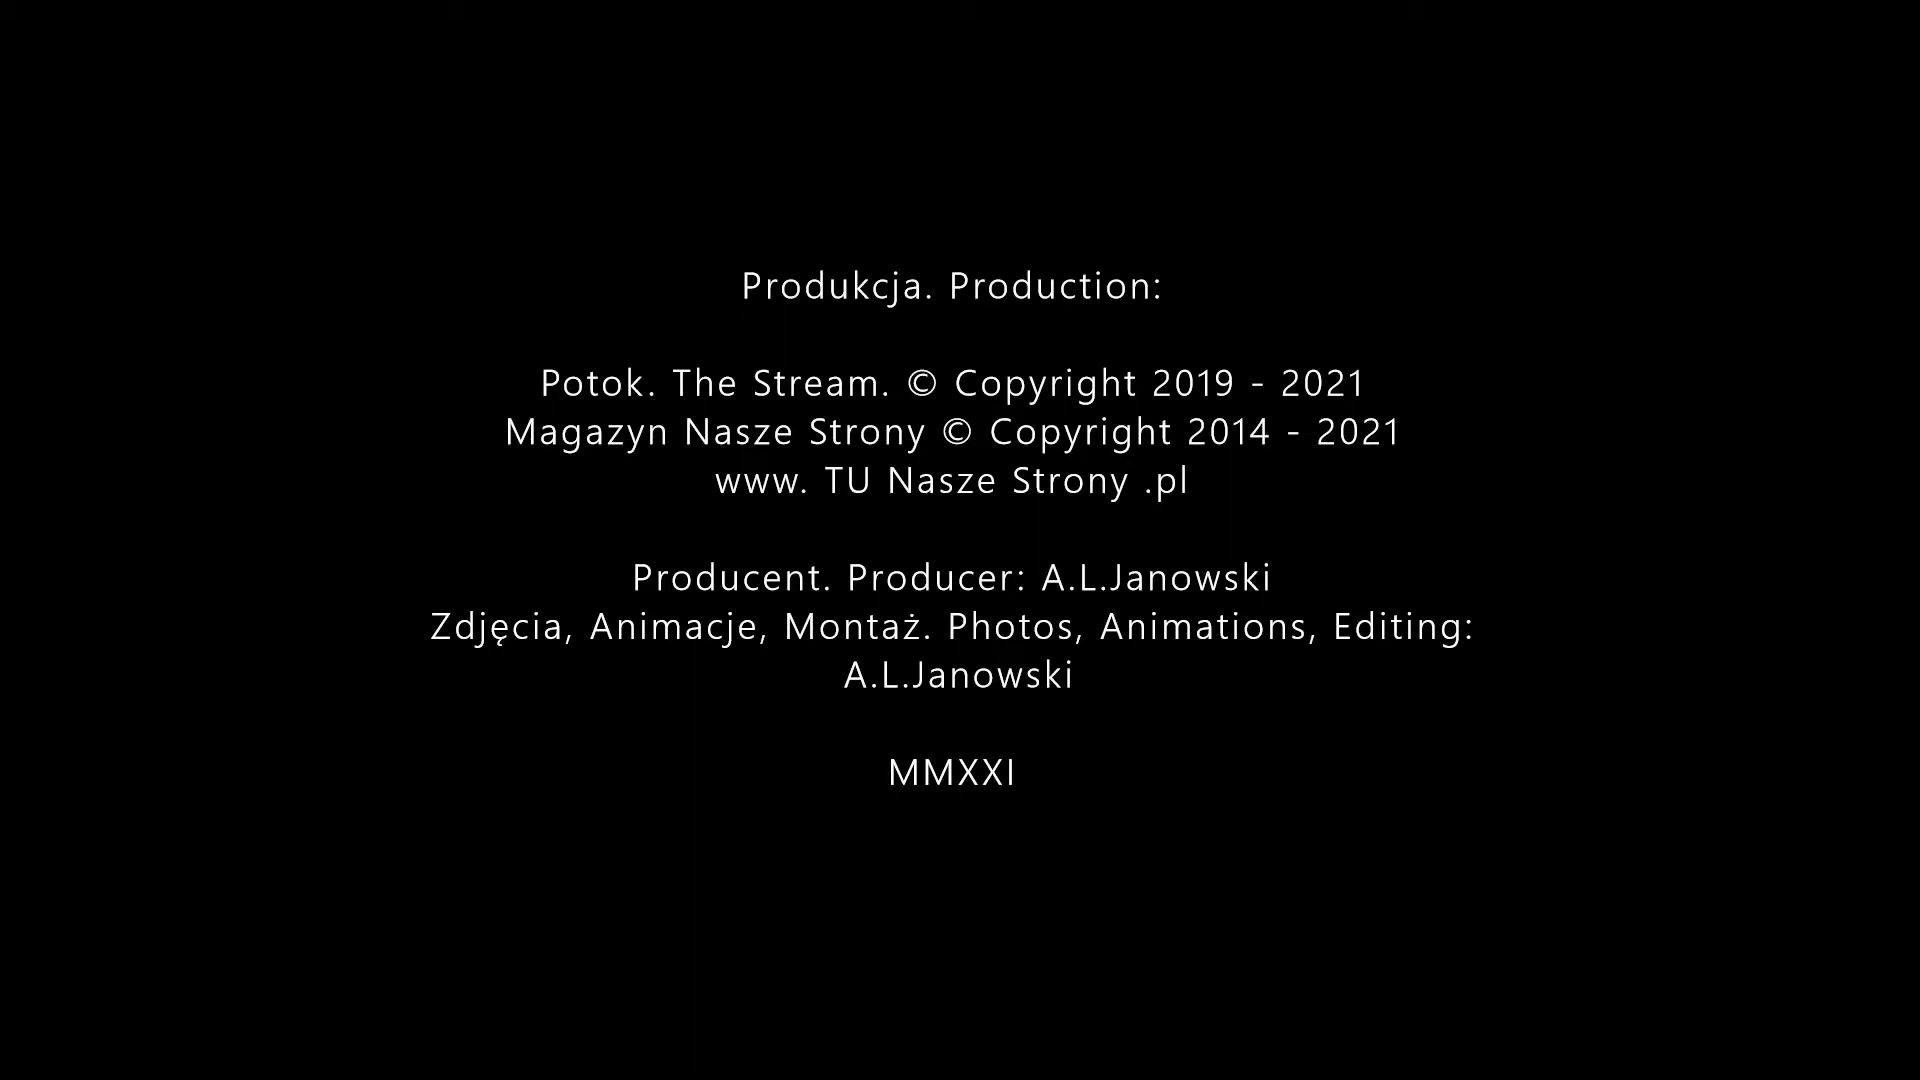 Produkcja. Production:
Potok. The Stream. © Copyright 2019 - 2021
Magazyn Nasze Strony © Copyright 2014 - 2021
www. TU Nasze Strony .pl
Producent. Producer: A.L.Janowski
Zdjęcia, Animacje, Montaż. Photos, Animations, Editing:
A.L.Janowski
MMXXI